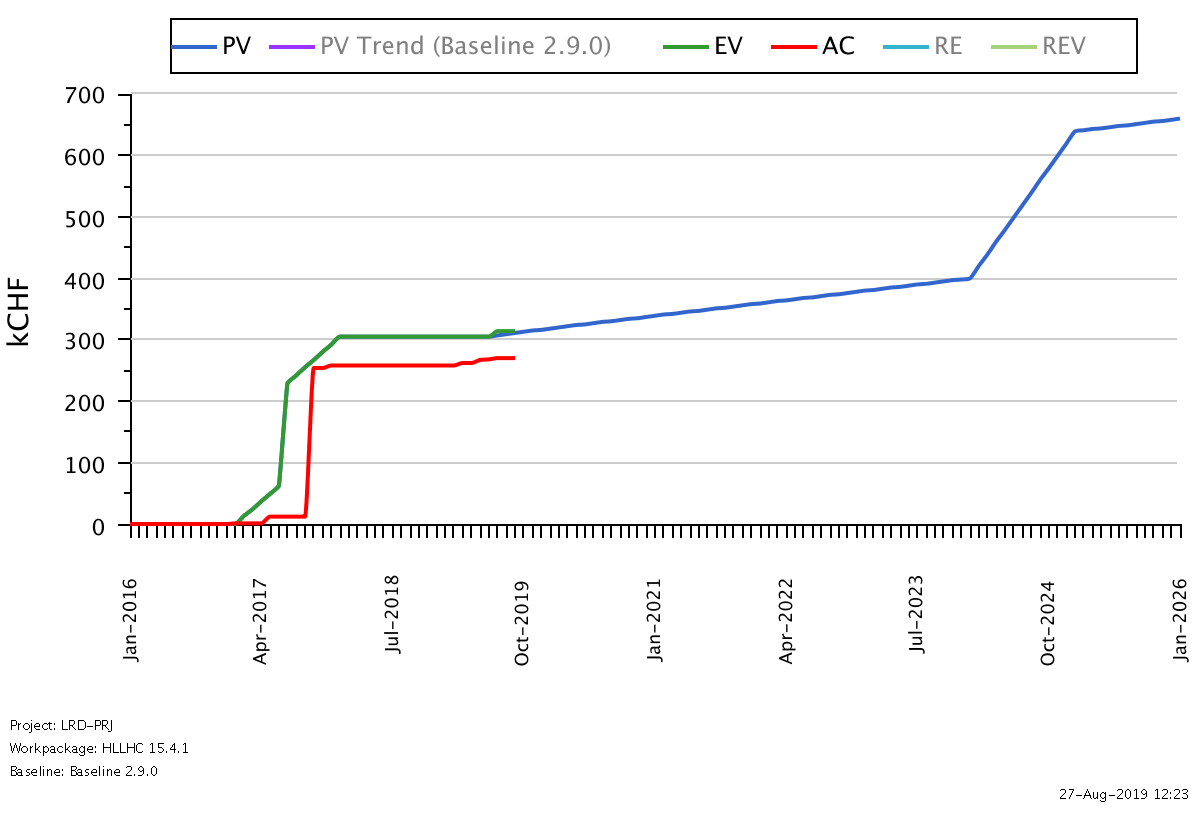 PV PV Trend (Baseline 2.9.0) EV AC RE REV
kCHF
700
600
500
400
300
200
100
0
Jan-2016 Apr-2017 Jul-2018 Oct-2019 Jan-2021 Apr-2022 Jul-2023 Oct-2024 Jan-2026
Project: LRD-PRJ
Workpackage: HLLHC 15.4.1
Baseline: Baseline 2.9.0
27-Aug-2019 12:23